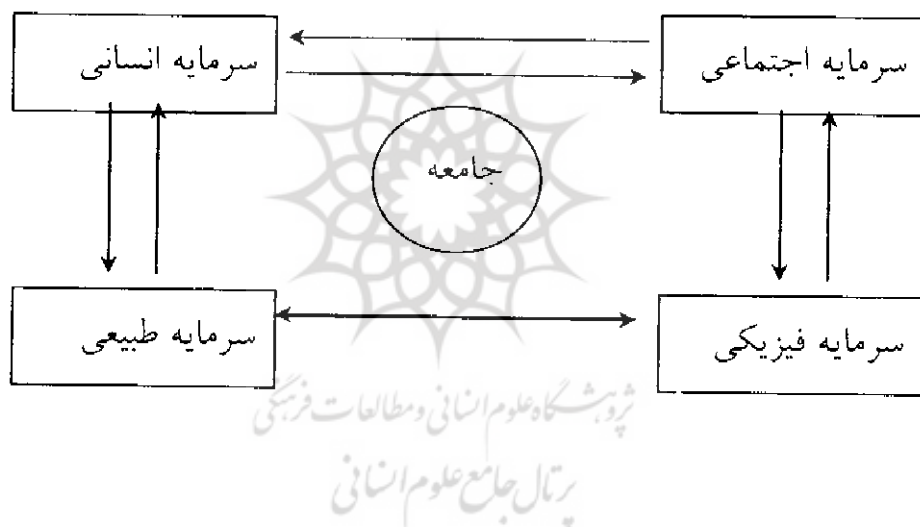 سرمایه اجتماعی
سرمایه انسانی
جامعه
سرمایه فیزیکی
سرمایه طبیعی
پژوهشگاه علوم انسانی و مطالعات فرهنگی
پرتال جامع علوم انسانی